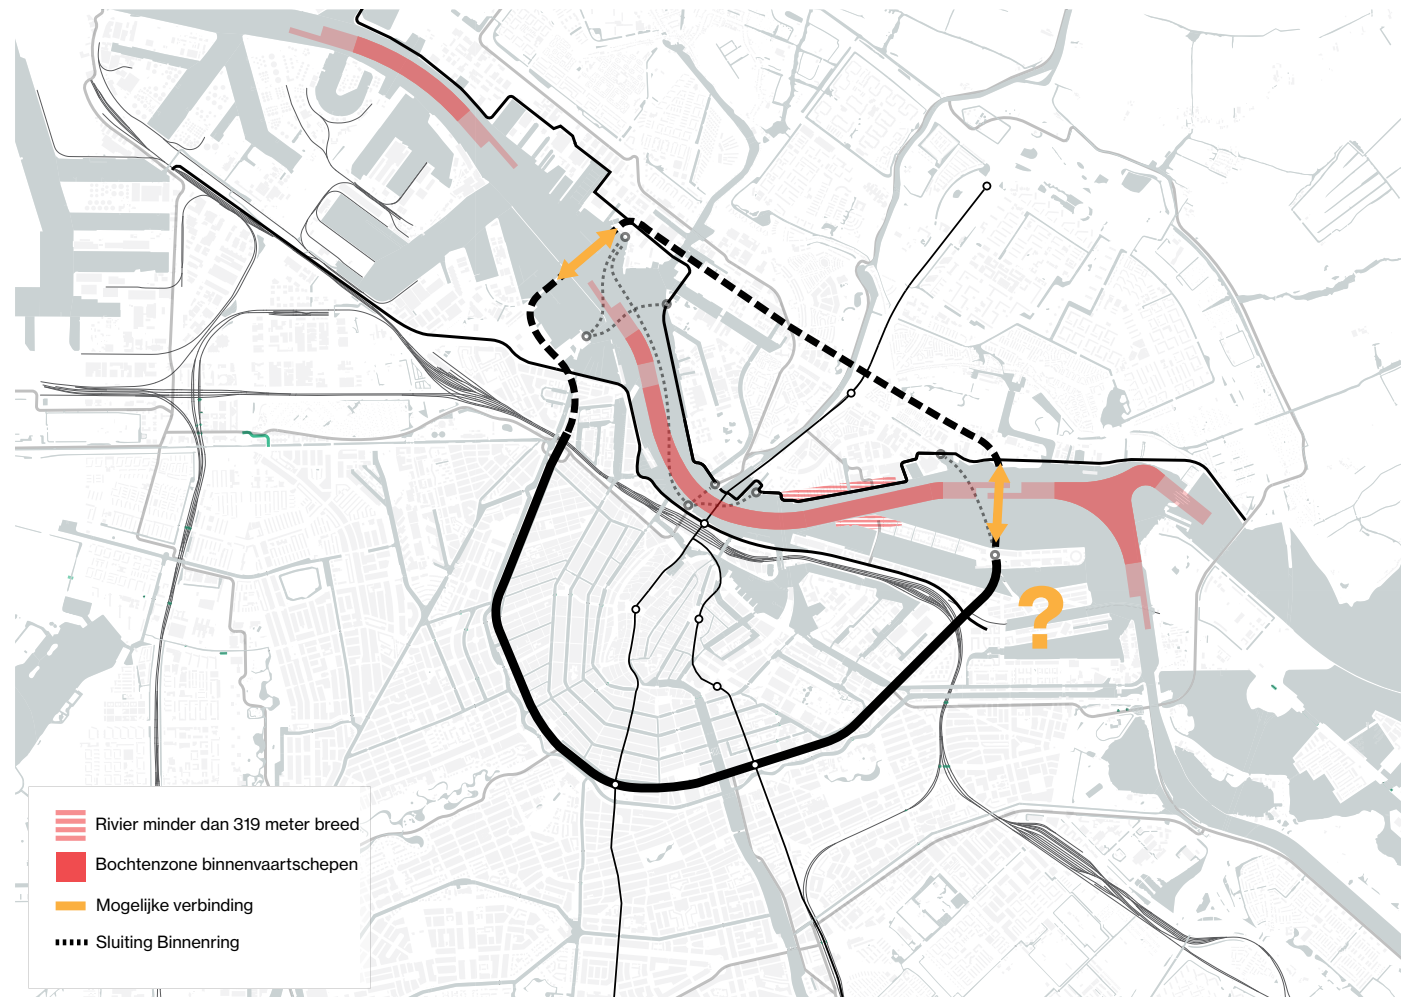 ?
Rivier minder dan 319 meter breed
Bochtenzone binnenvaartschepen
Mogelijke verbinding
Sluiting Binnenring